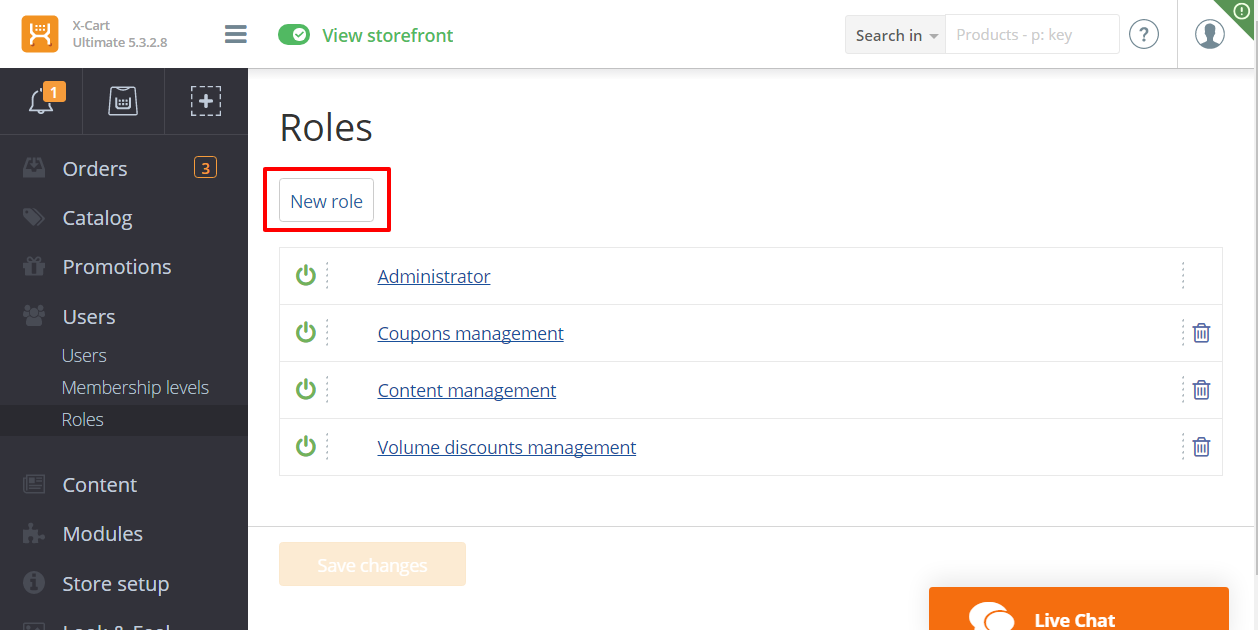 X-Cart
Ultimate 5.3.2.8
View storefront
Search in
Products - p: key
?
1
Orders
3
Catalog
Promotions
Users
Users
Membership levels
Roles
Content
Modules
Store setup
Look & Feel
Roles
New role
Administrator
Coupons management
Content management
Volume discounts management
Save changes
Live Chat